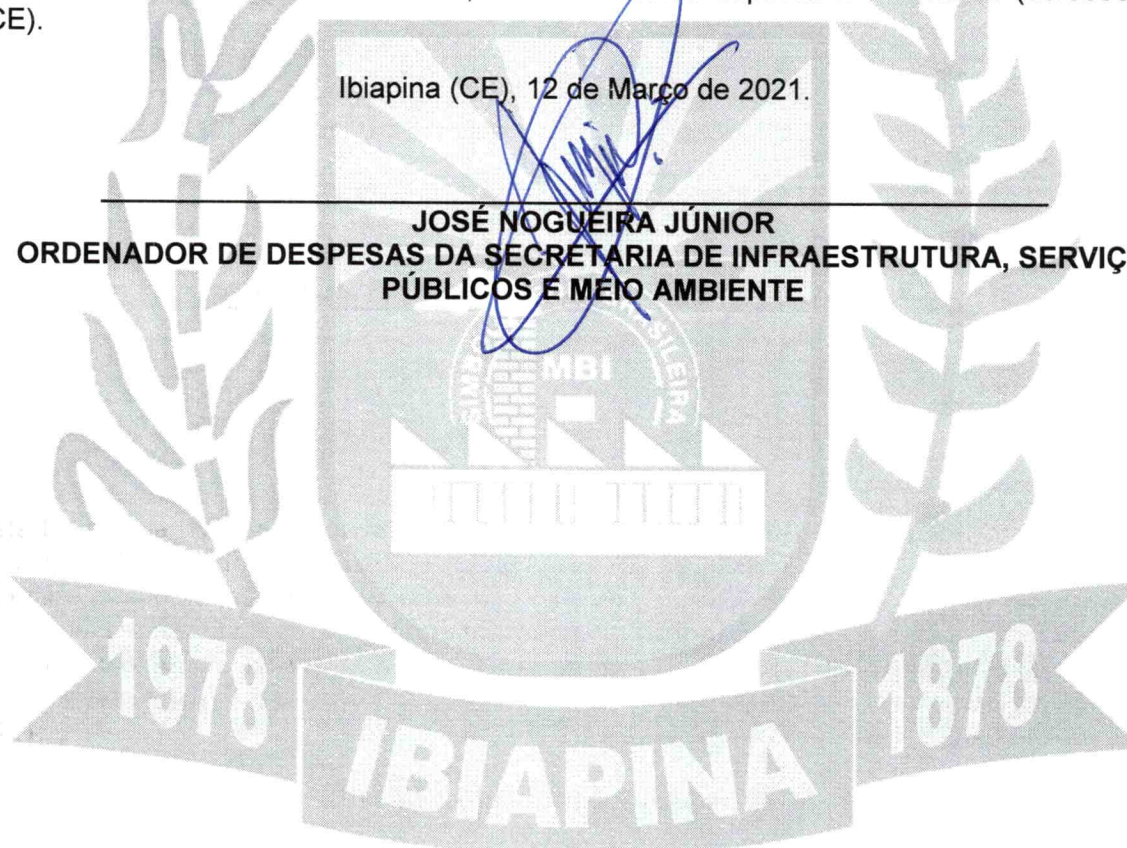 CE).
Ibiapina (CE), 12 de Março de 2021.
JOSÉ NOGUEIRA JÚNIOR
ORDENADOR DE DESPESAS DA SECRETARIA DE INFRAESTRUTURA, SERVIÇ
PÚBLICOS E MEIO AMBIENTE
SILEIRA
MBI
1978
1878
IBIAPINA